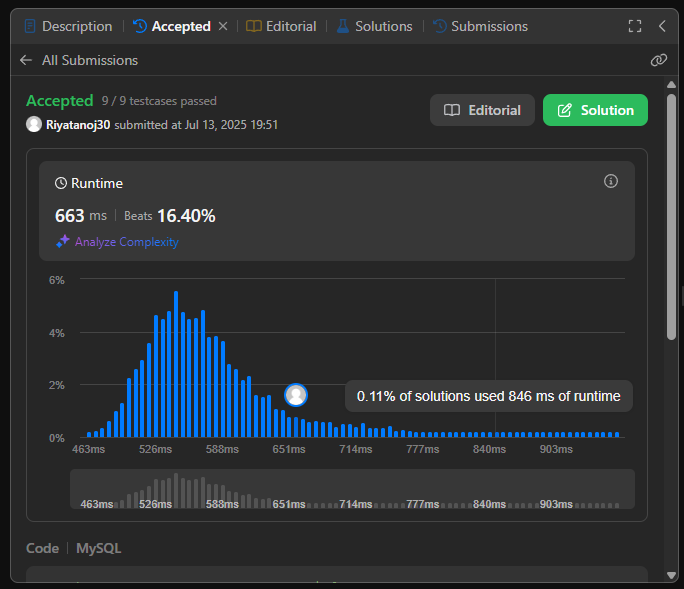 Description
Accepted
Editorial
Solutions
Submissions
All Submissions
Accepted 9 / 9 testcases passed
Riyatanoj30 submitted at Jul 13, 2025 19:51
Editorial
Solution
Runtime
663 ms Beats 16.40%
Analyze Complexity
6%
4%
2%
0%
0.11% of solutions used 846 ms of runtime
463ms 526ms 588ms 651ms 714ms 777ms 840ms 903ms
463ms 526ms 588ms 651ms 714ms 777ms 840ms 903ms
Code MySQL